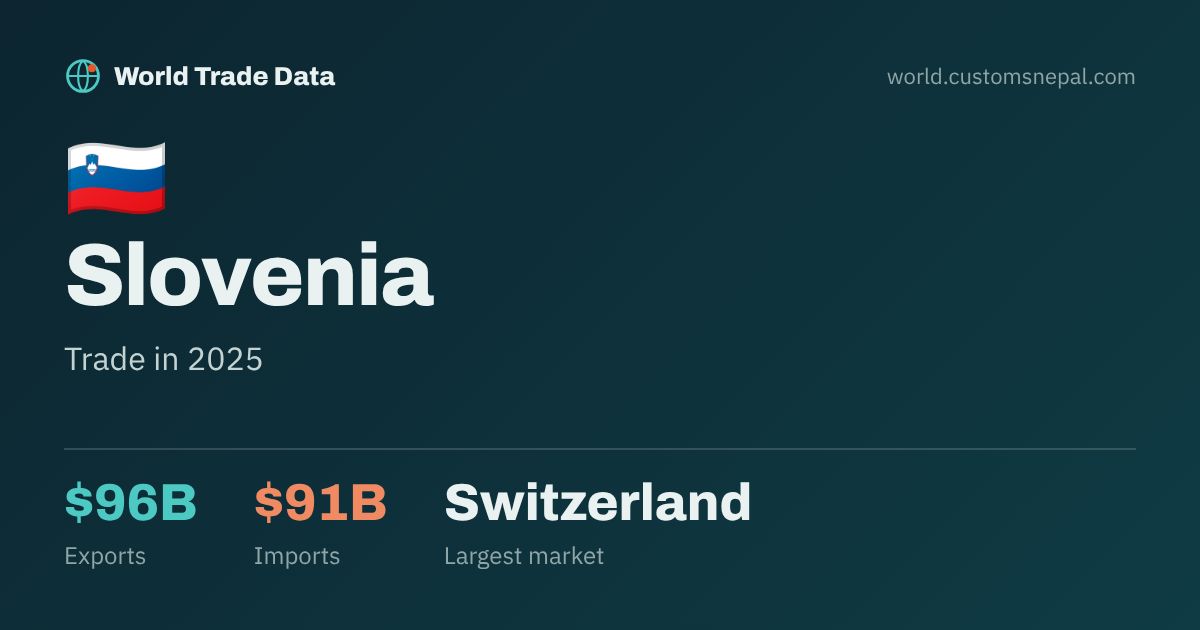 World Trade Data
world.customsnepal.com
Slovenia
Trade in 2025
$96B
Exports
$91B
Imports
Switzerland
Largest market